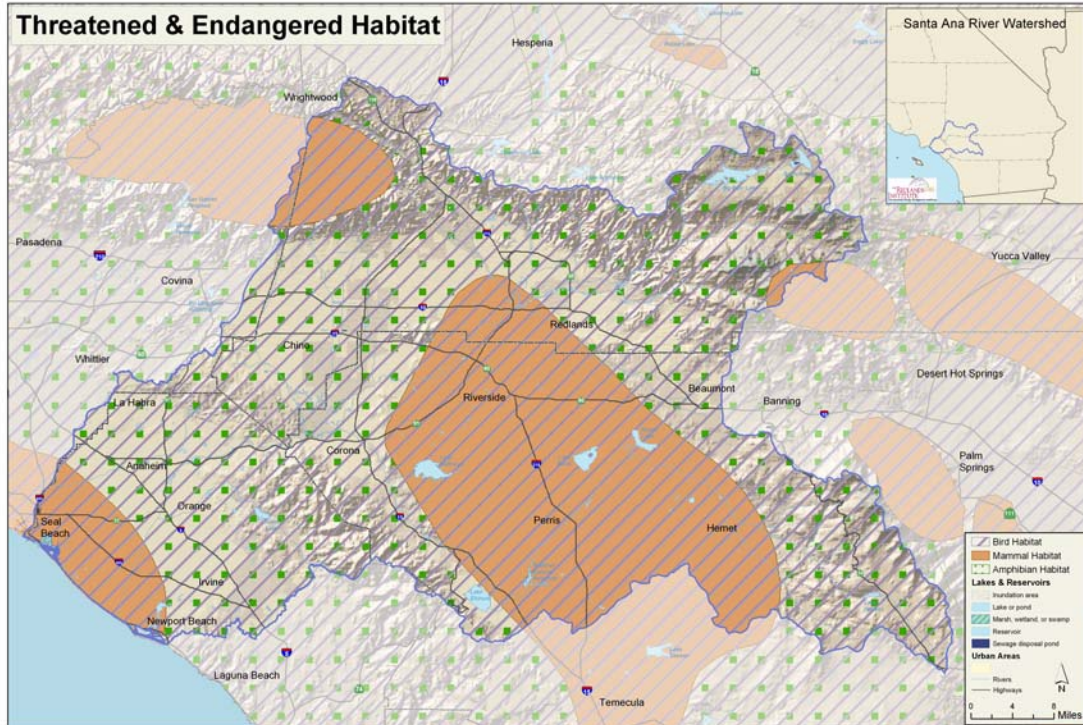 Threatened & Endangered Habitat
Santa Ana River Watershed
Hesperia
Wrightwood
Pasadena
Covina
Yucca Valley
Redlands
Chino
Whittier
Desert Hot Springs
Beaumont
La Habra
Riverside
Banning
Corona
Anaheim
Palm
Springs
Orange
Seal
Beach
Perris
Hemet
Irvine
Newport Beach
Laguna Beach
Temecula
Bird Habitat
Mammal Habitat
Amphibian Habitat
Lakes & Reservoirs
Inundation area
Lake or pond
Marsh, wetland, or swamp
Reservoir
Sewage disposal pond
Urban Areas
Rivers
Highways
N
0 4 8
Miles